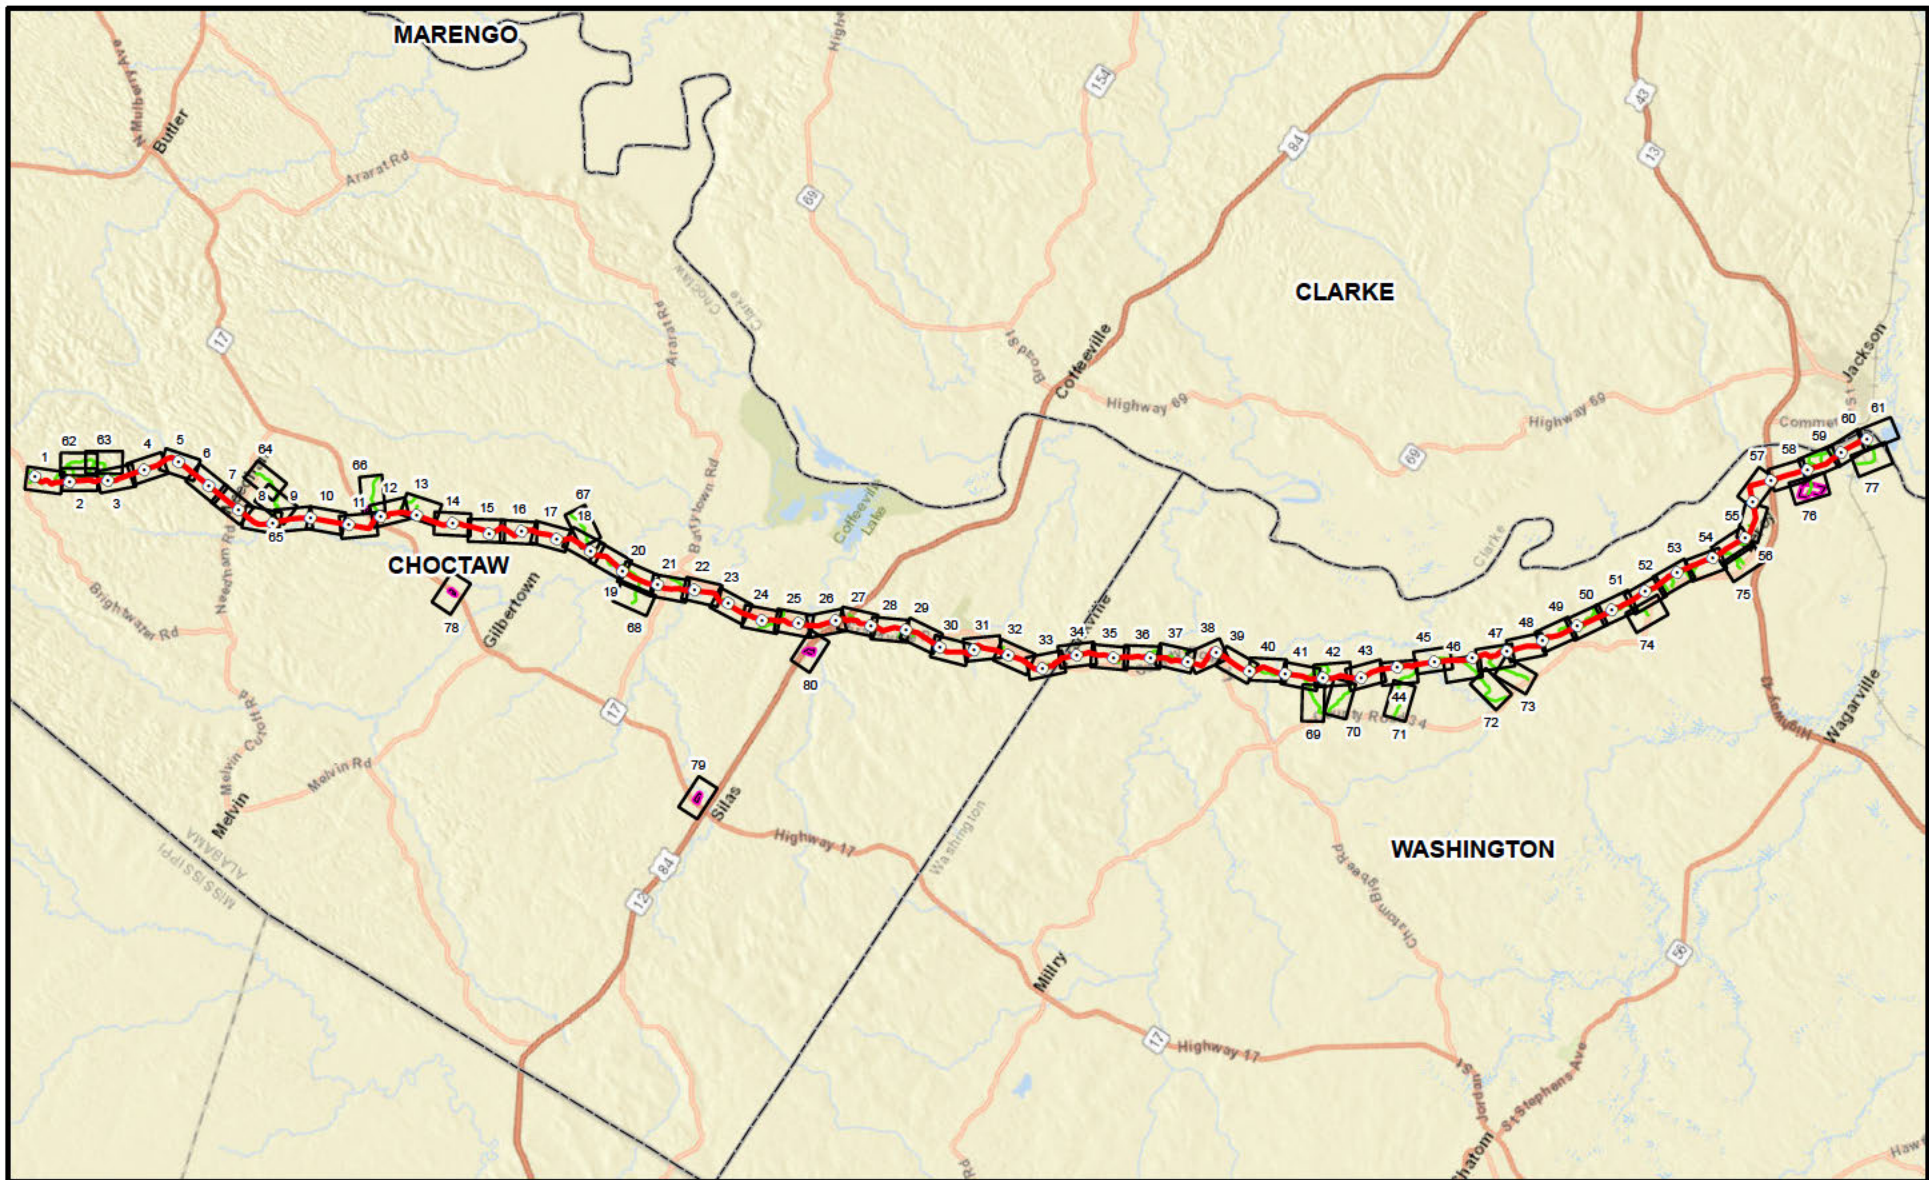 MARENGO
N Mulberry Ave
Butler
Ararat Rd
154
43
84
13
69
CLARKE
Choctaw
Clarke
17
Ararat Rd
Broad St
Coffeeville
Highway 69
Highway 69
69
Jackson
62 63 4 5 6 7 64 8 9 10 66 11 12 13 14 15 16 17 67 18
1 2 3 65
57 58 59 60 61
76 77
Barrytown Rd
Coffeeville
Lake
CHOCTAW
78
Gilbertown
Needham Rd
Brightwater Rd
19 20 21 22 23 24 25 26 27 28 29 30 31 32 33 34 35 36 37 38 39 40 41 42 43 44 45 46 47 48 49 50 51 52 53 54 55 56
68
80
69 70 71 72 73 74 75
Clarke
17
79
Silas
Melvin Rd
Melvin
ALABAMA
MISSISSIPPI
84
12
Highway 17
Washington
WASHINGTON
Chatom Bigbee Rd
Highway 43
Wagarville
56
Millry
17
Highway 17
Jordan St
St Stephens Ave
Rd